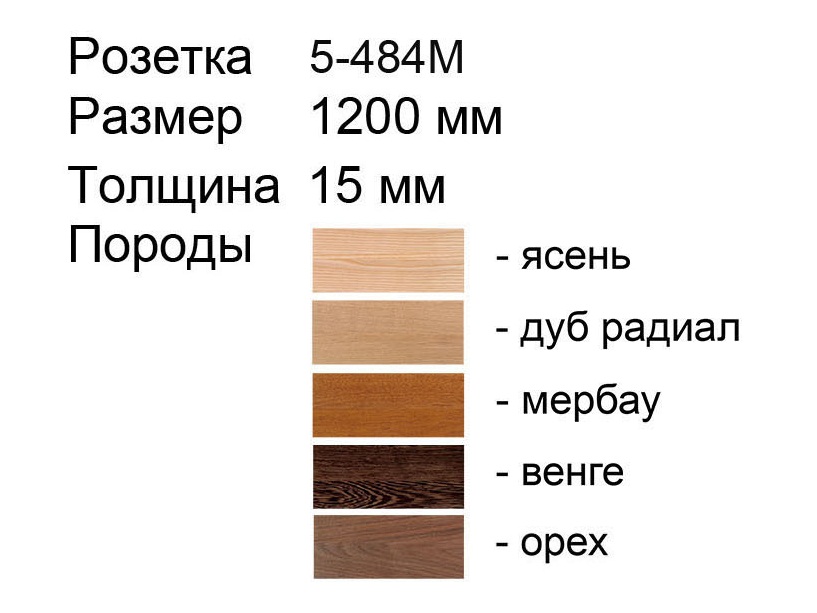 Розетка 5-484М
Размер 1200 мм
Толщина 15 мм
Породы
- ясень
- дуб радиал
- мербау
- венге
- орех